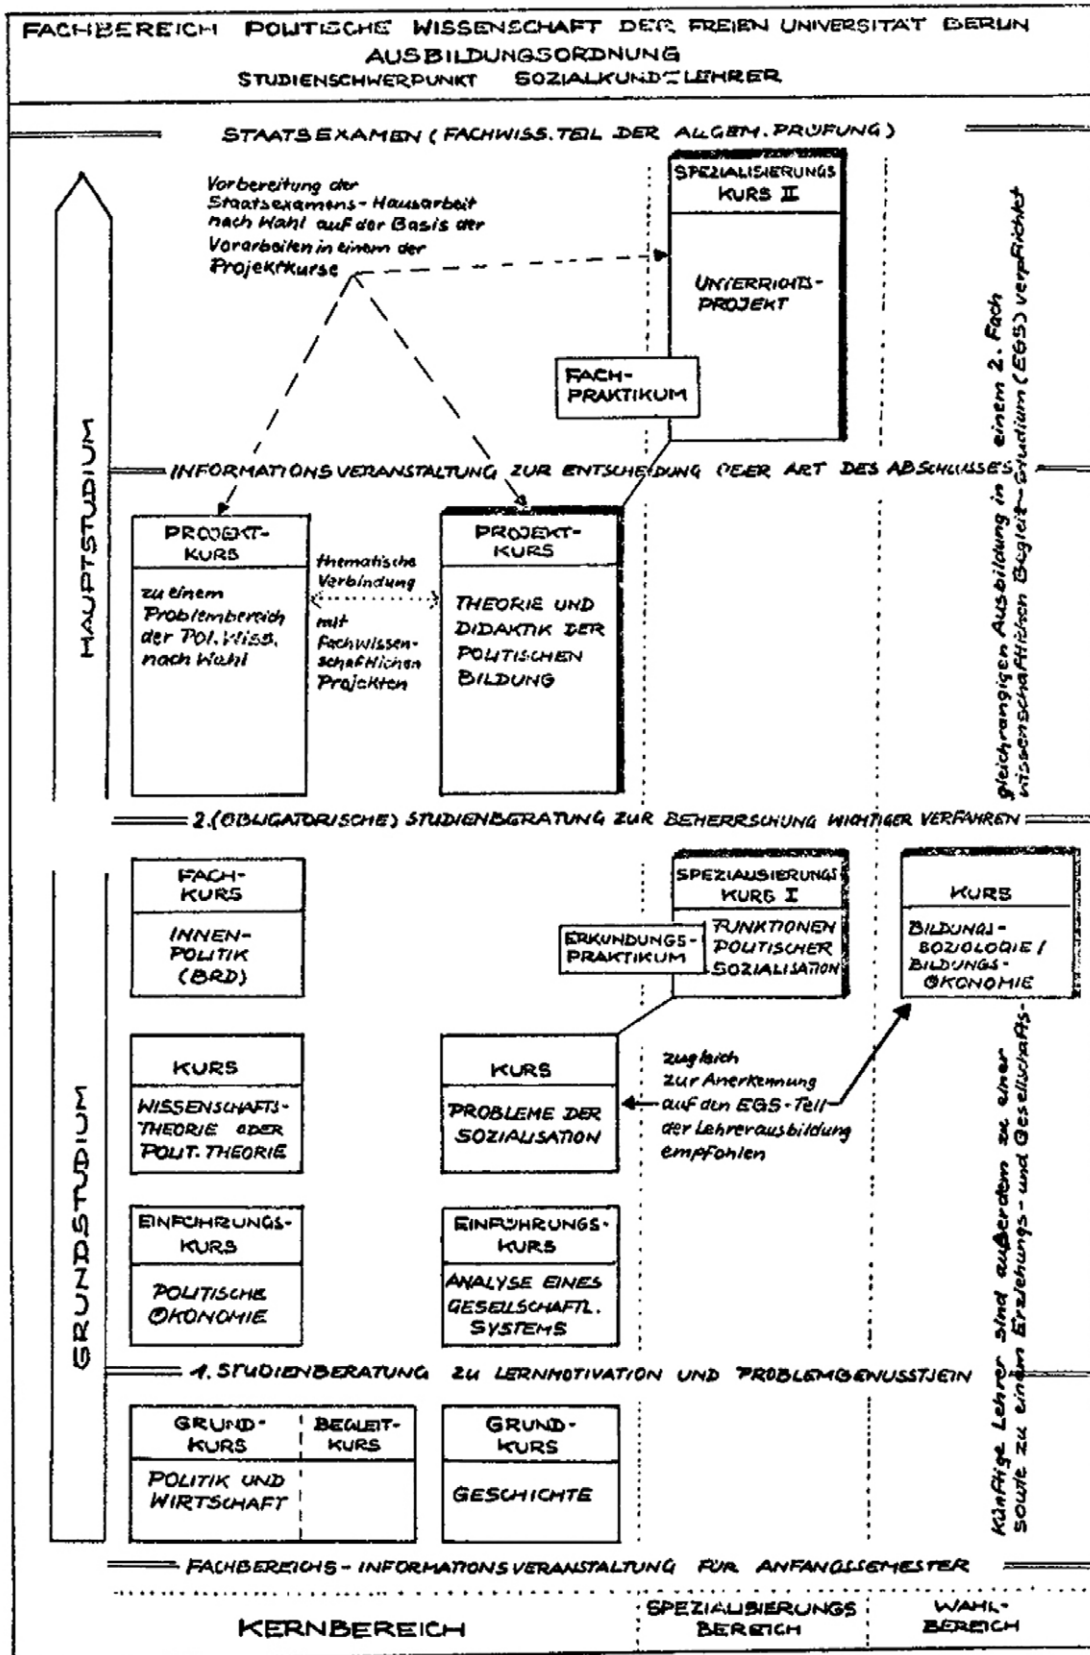 FACHBEREICH POLITISCHE WISSENSCHAFT DER FREIEN UNIVERSITÄT BERLIN
AUSBILDUNGSORDNUNG
STUDIENSCHWERPUNKT SOZIALKUNDELEHRER
STAATSEXAMEN (FACHWISS. TEIL DER ALLGEM. PRÜFUNG)
Vorbereitung der
Staatsexamens-Hausarbeit
nach Wahl auf der Basis der
Vorarbeiten in einem der
Projektkurse
SPEZIALISIERUNGS
KURS II
UNTERRICHTS-
PROJEKT
FACH-
PRAKTIKUM
HAUPTSTUDIUM
INFORMATIONSVERANSTALTUNG ZUR ENTSCHEIDUNG ÜBER ART DES ABSCHLUSSES
PROJEKT-
KURS
zu einem
Problembereich
der Pol. Wiss.
nach Wahl
thematische
Verbindung
mit
Fachwissen-
schaftlichen
Projekten
PROJEKT-
KURS
THEORIE UND
DIDAKTIK DER
POLITISCHEN
BILDUNG
2. (OBLIGATORISCHE) STUDIENBERATUNG ZUR BEHERRSCHUNG WICHTIGER VERFAHREN
FACH-
KURS
INNEN-
POLITIK
(BRD)
SPEZIALISIERUNGS
KURS I
FUNKTIONEN
POLITISCHER
SOZIALISATION
ERKUNDUNGS-
PRAKTIKUM
KURS
BILDUNGS-
SOZIOLOGIE/
BILDUNGS-
ÖKONOMIE
GRUNDSTUDIUM
KURS
WISSENSCHAFTS-
THEORIE ODER
POLIT. THEORIE
KURS
PROBLEME DER
SOZIALISATION
zugleich
zur Anerkennung
auf den EGS-Teil
der Lehrerausbildung
empfohlen
EINFÜHRUNGS-
KURS
POLITISCHE
ÖKONOMIE
EINFÜHRUNGS-
KURS
ANALYSE EINES
GESELLSCHAFTL.
SYSTEMS
1. STUDIENBERATUNG ZU LERNMOTIVATION UND PROBLEMBEWUSSTSEIN
GRUND-
KURS
POLITIK UND
WIRTSCHAFT
BEGLEIT-
KURS
GRUND-
KURS
GESCHICHTE
Künftige Lehrer sind außerdem zu einer gleichrangigen Ausbildung in einem 2. Fach
sowie zu einem Erziehungs- und Gesellschafts-wissenschaftlichen Begleit-Studium (EGS) verpflichtet
FACHBEREICHS-INFORMATIONSVERANSTALTUNG FÜR ANFANGSSEMESTER
KERNBEREICH
SPEZIALISIERUNGS
BEREICH
WAHL-
BEREICH